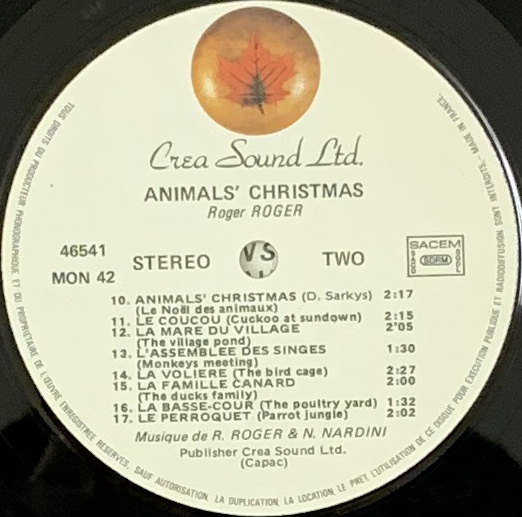 Crea Sound Ltd.
ANIMALS' CHRISTMAS
Roger ROGER
46541
MON 42
STEREO
VS
TWO
SACEM
SACD
SDRM
SGDL
10. ANIMALS' CHRISTMAS (D. Sarkys) 2:17
(Le Noël des animaux)
11. LE COUCOU (Cuckoo at sundown) 2:15
12. LA MARE DU VILLAGE 2'05
(The village pond)
13. L'ASSEMBLEE DES SINGES 1:30
(Monkeys meeting)
14. LA VOLIERE (The bird cage) 2:27
15. LA FAMILLE CANARD 2:00
(The ducks family)
16. LA BASSE-COUR (The poultry yard) 1:32
17. LE PERROQUET (Parrot jungle) 2:02
Musique de R. ROGER & N. NARDINI
Publisher Crea Sound Ltd.
(Capac)
TOUS DROITS DU PRODUCTEUR PHONOGRAPHIQUE ET DU PROPRIETAIRE DE L'ŒUVRE ENREGISTREE RESERVES. SAUF AUTORISATION, LA DUPLICATION, LA LOCATION, LE PRET, L'UTILISATION DE CE DISQUE POUR EXECUTION PUBLIQUE ET RADIODIFFUSION SONT INTERDITS. - MADE IN FRANCE.